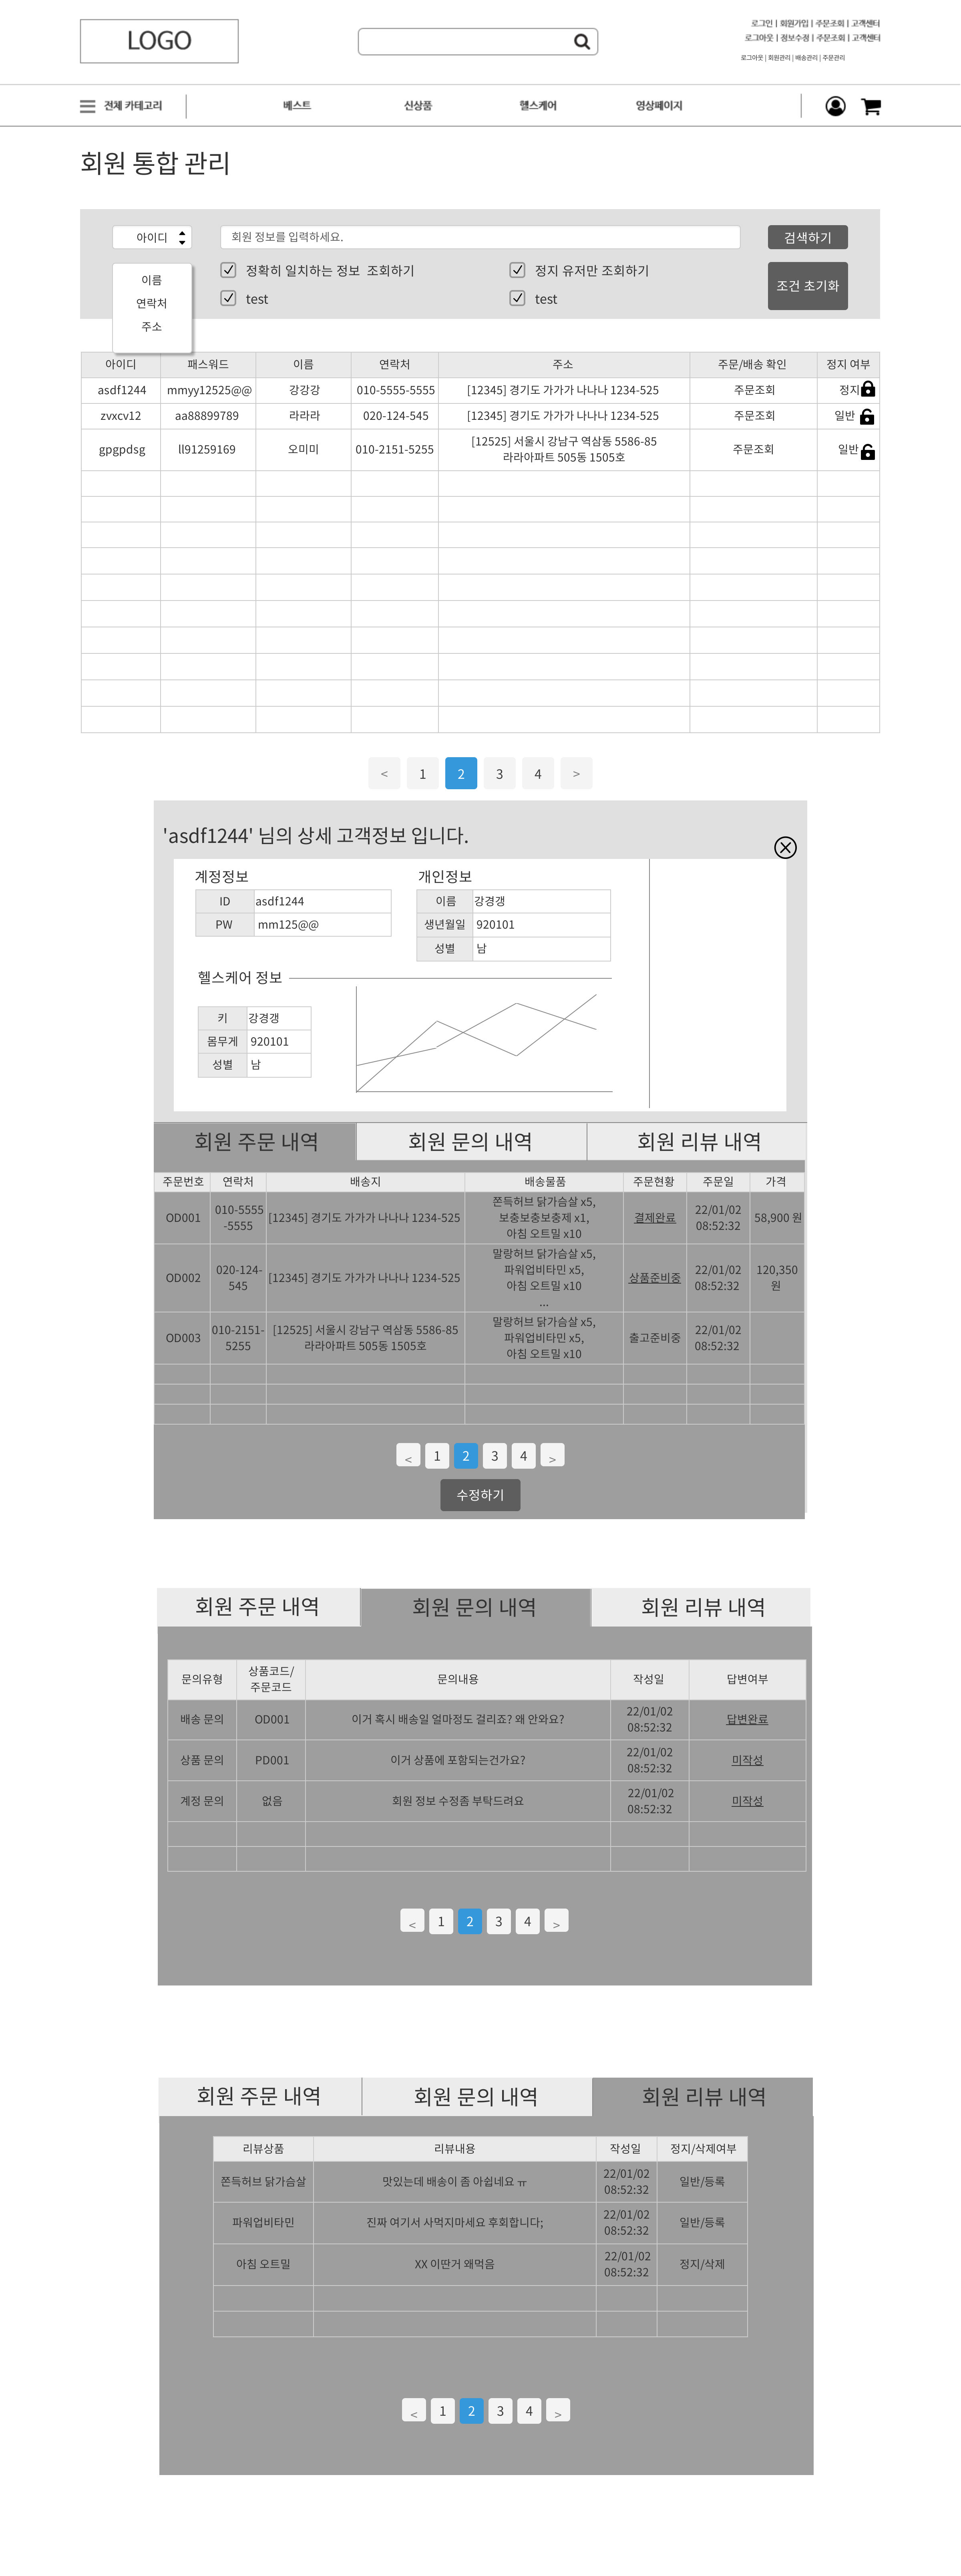 LOGO
로그인 | 회원가입 | 주문조회 | 고객센터
로그아웃 | 정보수정 | 주문조회 | 고객센터
로그아웃 | 회원관리 | 배송관리 | 주문관리
전체 카테고리 베스트 신상품 헬스케어 영상페이지
회원 통합 관리
아이디 회원 정보를 입력하세요. 검색하기
이름
연락처
주소
정확히 일치하는 정보 조회하기 정지 유저만 조회하기
test test
조건 초기화
아이디 패스워드 이름 연락처 주소 주문/배송 확인 정지 여부
asdf1244 mmyy12525@@ 강강강 010-5555-5555 [12345] 경기도 가가가 나나나 1234-525 주문조회 정지
zvxcv12 aa88899789 라라라 020-124-545 [12345] 경기도 가가가 나나나 1234-525 주문조회 일반
gpgpdsg ll91259169 오미미 010-2151-5255 [12525] 서울시 강남구 역삼동 5586-85 주문조회 일반
라라아파트 505동 1505호
< 1 2 3 4 >
'asdf1244' 님의 상세 고객정보 입니다.
계정정보
ID asdf1244
PW mm125@@
개인정보
이름 강경갱
생년월일 920101
성별 남
헬스케어 정보
키 강경갱
몸무게 920101
성별 남
회원 주문 내역 회원 문의 내역 회원 리뷰 내역
주문번호 연락처 배송지 배송물품 주문현황 주문일 가격
OD001 010-5555 [12345] 경기도 가가가 나나나 1234-525 쫀득허브 닭가슴살 x5, 결제완료 22/01/02 58,900 원
-5555 보충보충보충제 x1, 08:52:32
아침 오트밀 x10
OD002 020-124- [12345] 경기도 가가가 나나나 1234-525 말랑허브 닭가슴살 x5, 상품준비중 22/01/02 120,350
545 파워업비타민 x5, 08:52:32 원
아침 오트밀 x10
...
OD003 010-2151- [12525] 서울시 강남구 역삼동 5586-85 말랑허브 닭가슴살 x5, 출고준비중 22/01/02
5255 라라아파트 505동 1505호 파워업비타민 x5, 08:52:32
아침 오트밀 x10
< 1 2 3 4 >
수정하기
회원 주문 내역 회원 문의 내역 회원 리뷰 내역
문의유형 상품코드/ 문의내용 작성일 답변여부
주문코드
배송 문의 OD001 이거 혹시 배송일 얼마정도 걸리죠? 왜 안와요? 22/01/02 답변완료
08:52:32
상품 문의 PD001 이거 상품에 포함되는건가요? 22/01/02 미작성
08:52:32
계정 문의 없음 회원 정보 수정좀 부탁드려요 22/01/02 미작성
08:52:32
< 1 2 3 4 >
회원 주문 내역 회원 문의 내역 회원 리뷰 내역
리뷰상품 리뷰내용 작성일 정지/삭제여부
쫀득허브 닭가슴살 맛있는데 배송이 좀 아쉽네요 ㅠ 22/01/02 일반/등록
08:52:32
파워업비타민 진짜 여기서 사먹지마세요 후회합니다; 22/01/02 일반/등록
08:52:32
아침 오트밀 XX 이딴거 왜먹음 22/01/02 정지/삭제
08:52:32
< 1 2 3 4 >